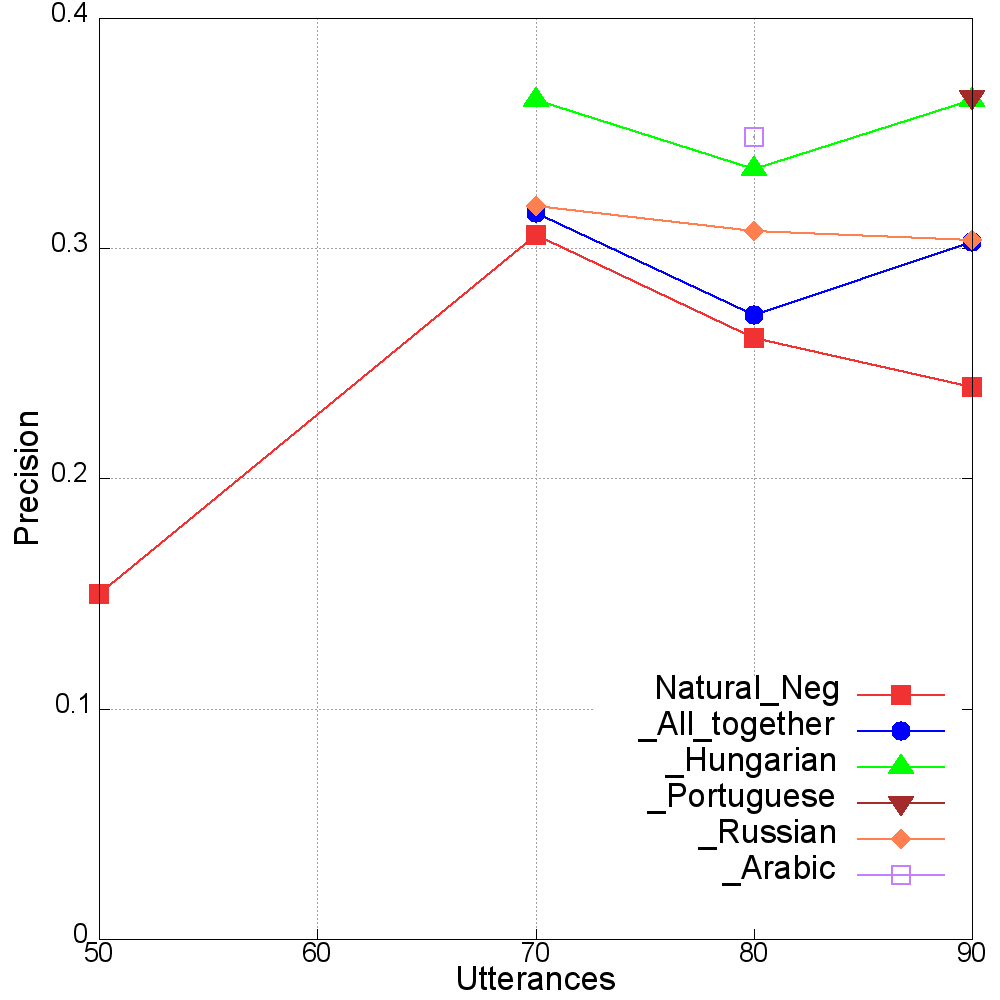 0.4
0.3
0.2
0.1
0
Precision
50 60 70 80 90
Utterances
Natural_Neg
_All_together
_Hungarian
_Portuguese
_Russian
_Arabic